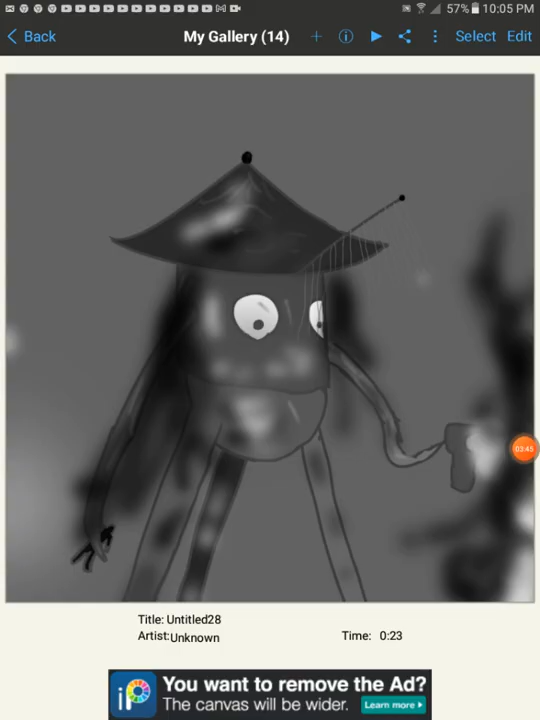 57% 10:05 PM
Back My Gallery (14) Select Edit
03:45
Title: Untitled28
Artist:Unknown Time: 0:23
iP You want to remove the Ad?
The canvas will be wider. Learn more